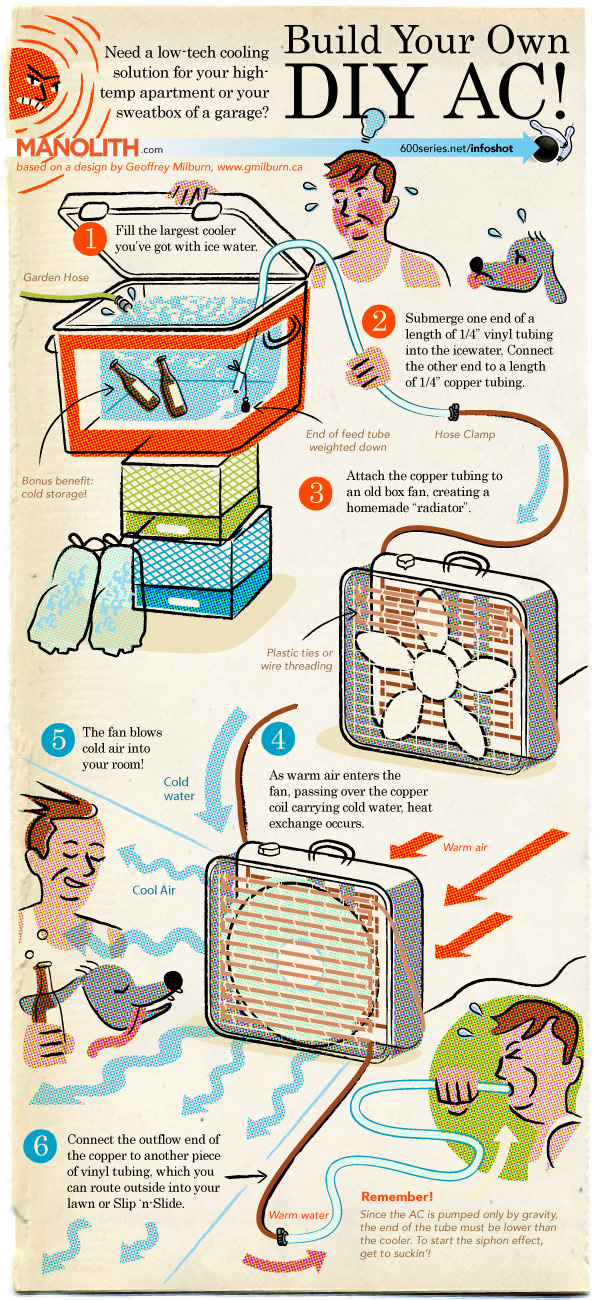 Need a low-tech cooling
solution for your high-
temp apartment or your
sweatbox of a garage?
Build Your Own
DIY AC!
MANOLITH.com
600series.net/infoshot
based on a design by Geoffrey Milburn, www.gmilburn.ca
1
Fill the largest cooler
you've got with ice water.
Garden Hose
2
Submerge one end of a
length of 1/4" vinyl tubing
into the icewater, Connect
the other end to a length
of 1/4" copper tubing.
End of feed tube
weighted down
Hose Clamp
Bonus benefit:
cold storage!
3
Attach the copper tubing to
an old box fan, creating a
homemade "radiator".
Plastic ties or
wire threading
5
The fan blows
cold air into
your room!
Cold
water
4
As warm air enters the
fan, passing over the copper
coil carrying cold water, heat
exchange occurs.
Warm air
Cool Air
6
Connect the outflow end of
the copper to another piece
of vinyl tubing, which you
can route outside into your
lawn or Slip 'n-Slide.
Warm water
Remember!
Since the AC is pumped only by gravity,
the end of the tube must be lower than
the cooler. To start the siphon effect,
get to suckin'!